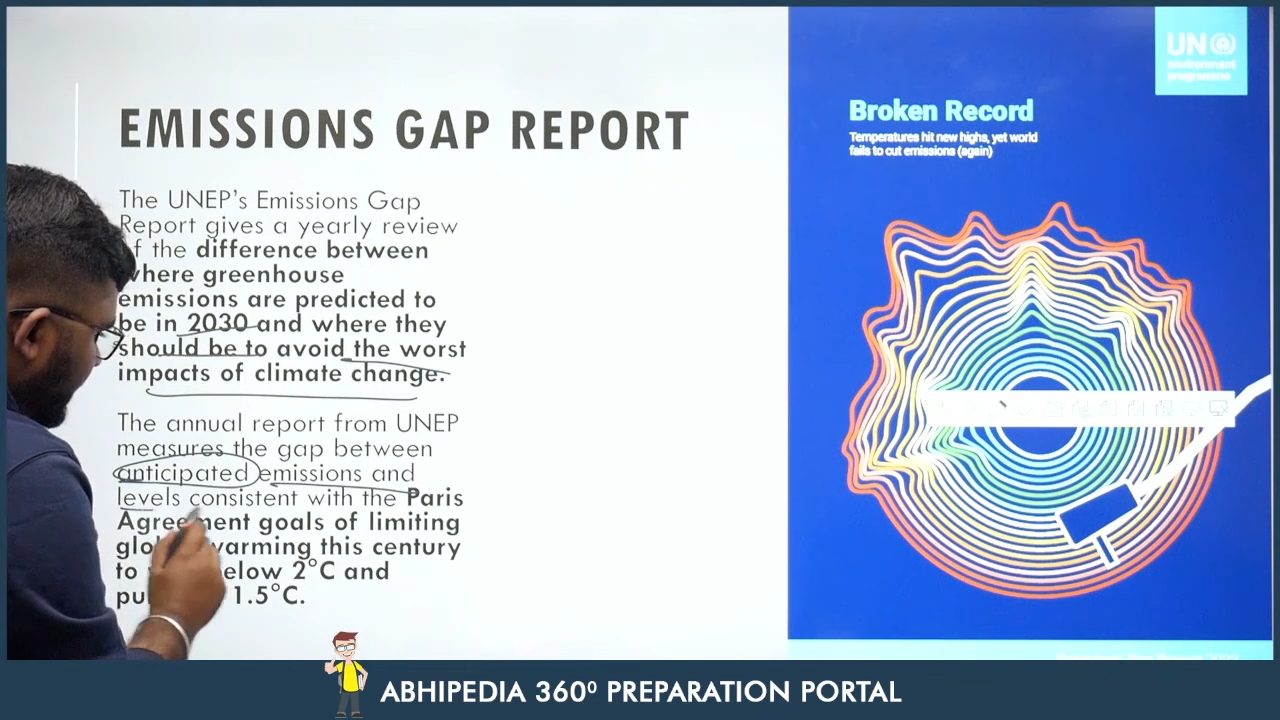 EMISSIONS GAP REPORT
The UNEP's Emissions Gap
Report gives a yearly review
of the difference between
where greenhouse
emissions are predicted to
be in 2030 and where they
should be to avoid the worst
impacts of climate change.
The annual report from UNEP
measures the gap between
anticipated emissions and
levels consistent with the Paris
Agreement goals of limiting
warming this century
to below 2°C and
1.5°C.
UN
environment
programme
Broken Record
Temperatures hit new highs, yet world
fails to cut emissions (again)
ABHIPEDIA 360⁰ PREPARATION PORTAL